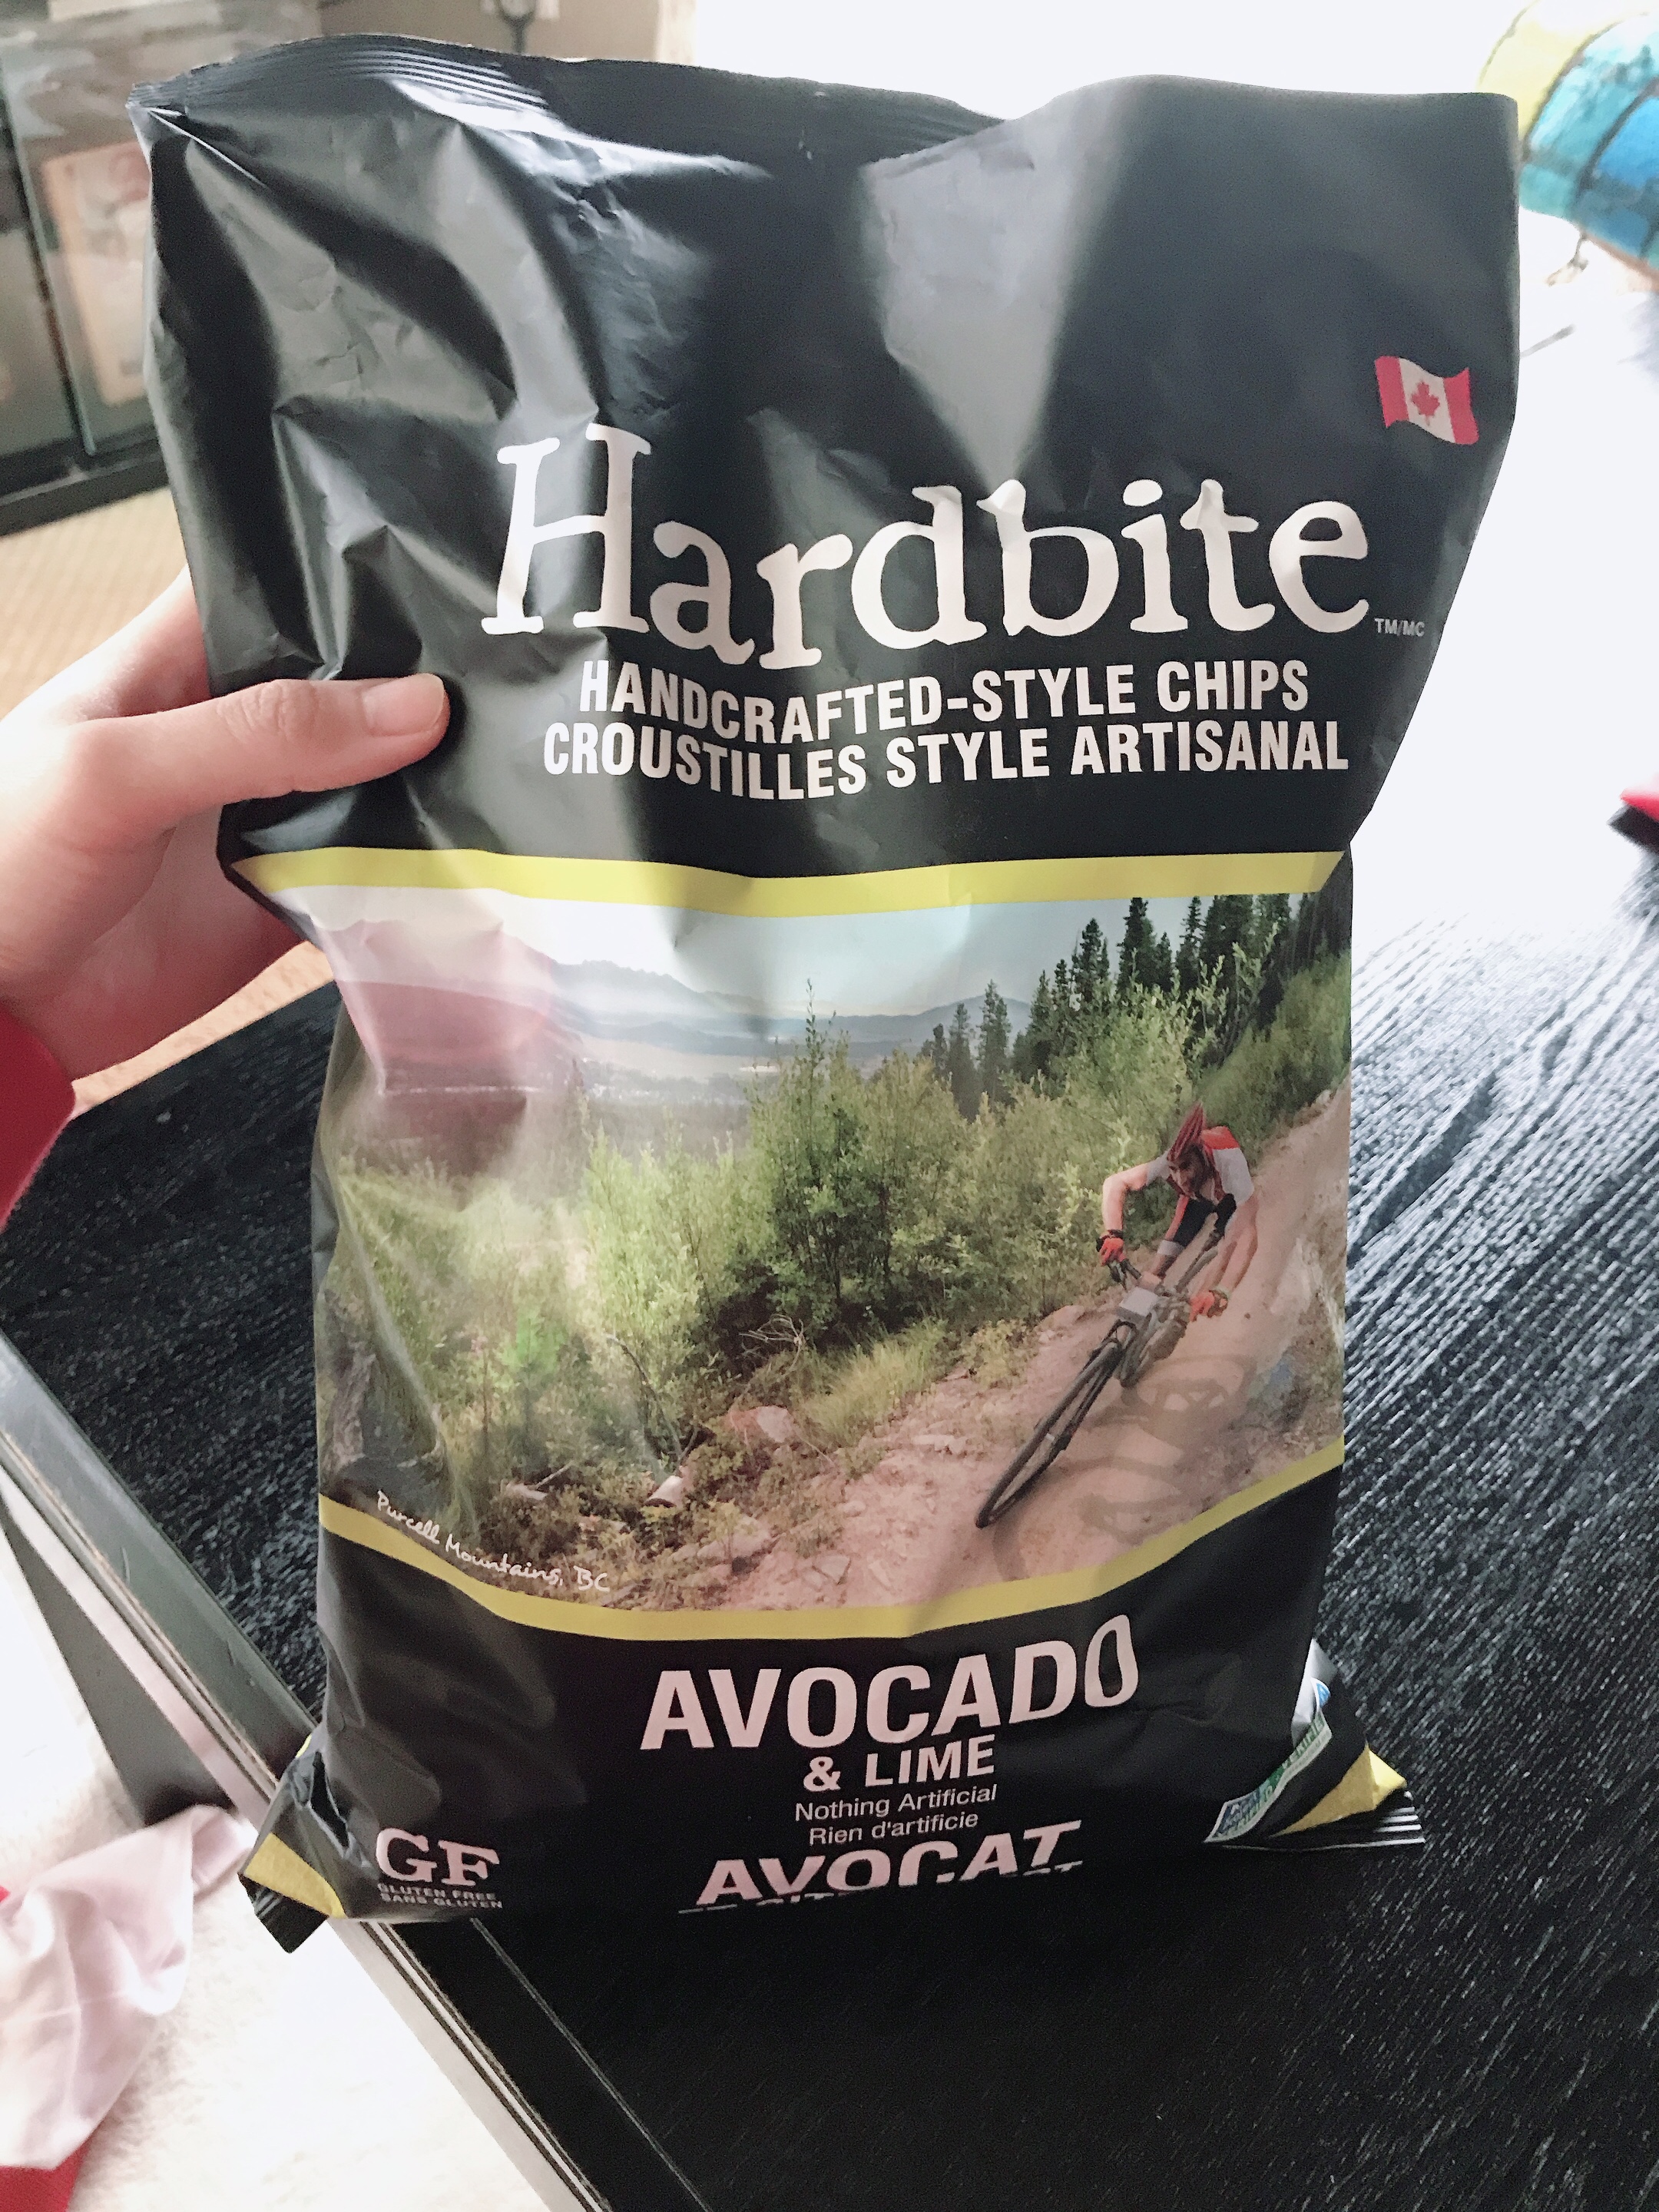 Hardbite
TM/MC
HANDCRAFTED-STYLE CHIPS
CROUSTILLES STYLE ARTISANAL
Purcell Mountains, BC
AVOCADO
& LIME
Nothing Artificial
Rien d'artificie
AVOCAT
GF
GLUTEN FREE
SANS GLUTEN